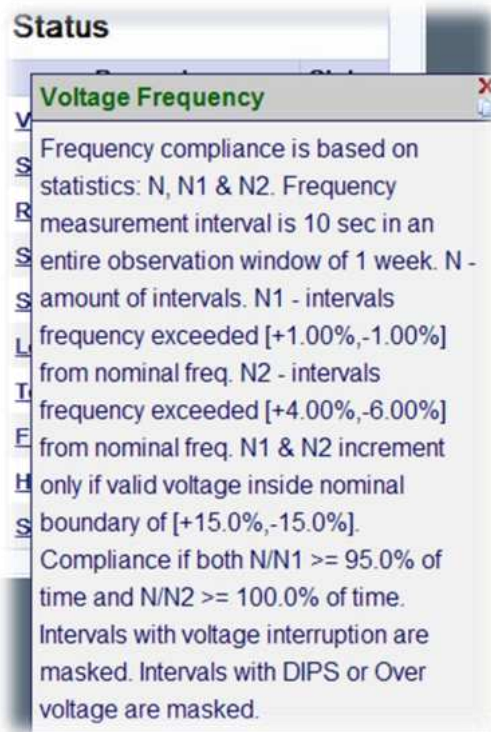 Status
Voltage Frequency
Frequency compliance is based on
statistics: N, N1 & N2. Frequency
measurement interval is 10 sec in an
entire observation window of 1 week. N -
amount of intervals. N1 - intervals
frequency exceeded [+1.00%,-1.00%]
from nominal freq. N2 - intervals
frequency exceeded [+4.00%,-6.00%]
from nominal freq. N1 & N2 increment
only if valid voltage inside nominal
boundary of [+15.0%,-15.0%].
Compliance if both N/N1 >= 95.0% of
time and N/N2 >= 100.0% of time.
Intervals with voltage interruption are
masked. Intervals with DIPS or Over
voltage are masked.